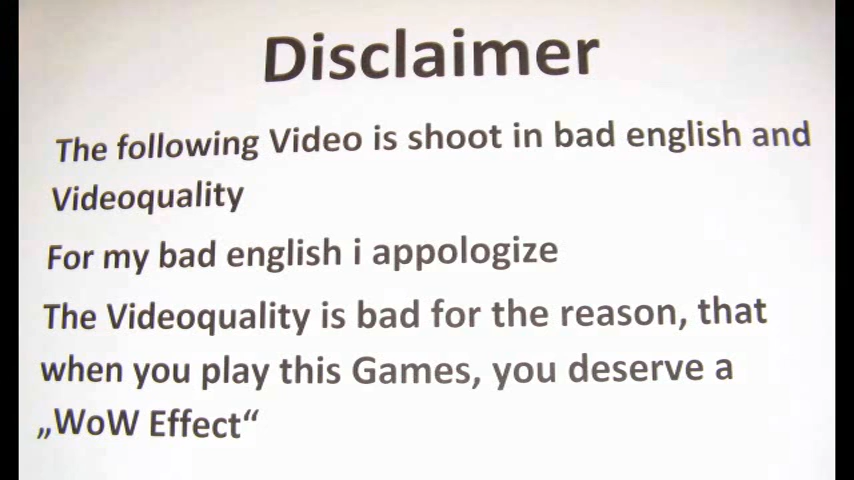 Disclaimer
The following Video is shoot in bad english and
Videoquality
For my bad english i appologize
The Videoquality is bad for the reason, that
when you play this Games, you deserve a
„WoW Effect“